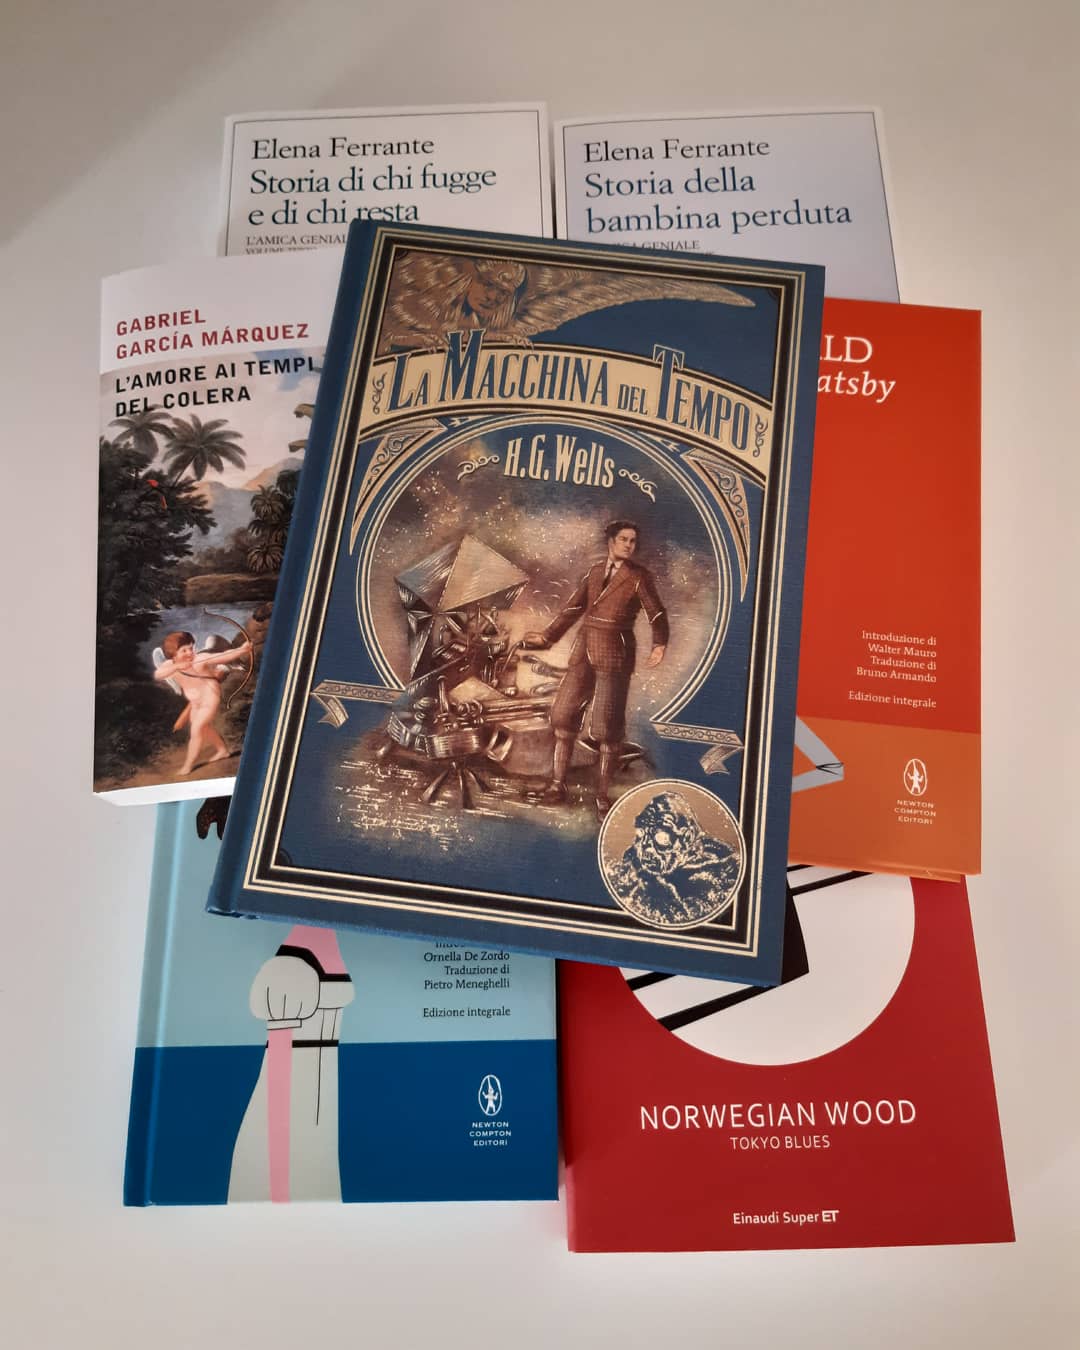 Elena Ferrante
Storia di chi fugge
e di chi resta
L'AMICA GENIAL
Elena Ferrante
Storia della
bambina perduta
GENIALE
GABRIEL
GARCÍA MÁRQUEZ
L'AMORE AI TEMPI
DEL COLERA
LA MACCHINA DEL TEMPO
H.G. Wells
ALD
atsby
Introduzione di
Walter Mauro
Traduzione di
Bruno Armando
Edizione integrale
NEWTON
COMPTON
EDITORI
Ornella De Zordo
Traduzione di
Pietro Meneghelli
Edizione integrale
NEWTON
COMPTON
EDITORI
NORWEGIAN WOOD
TOKYO BLUES
Einaudi Super ET